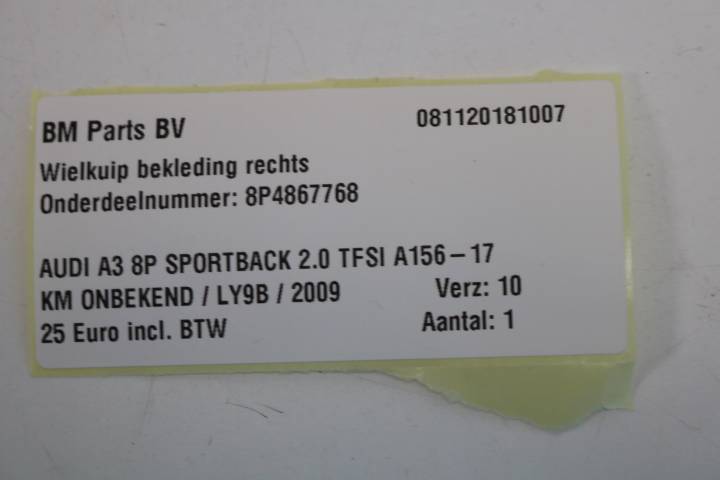 BM Parts BV 081120181007
Wielkuip bekleding rechts
Onderdeelnummer: 8P4867768
AUDI A3 8P SPORTBACK 2.0 TFSI A156-17
KM ONBEKEND / LY9B / 2009 Verz: 10
25 Euro incl. BTW Aantal: 1